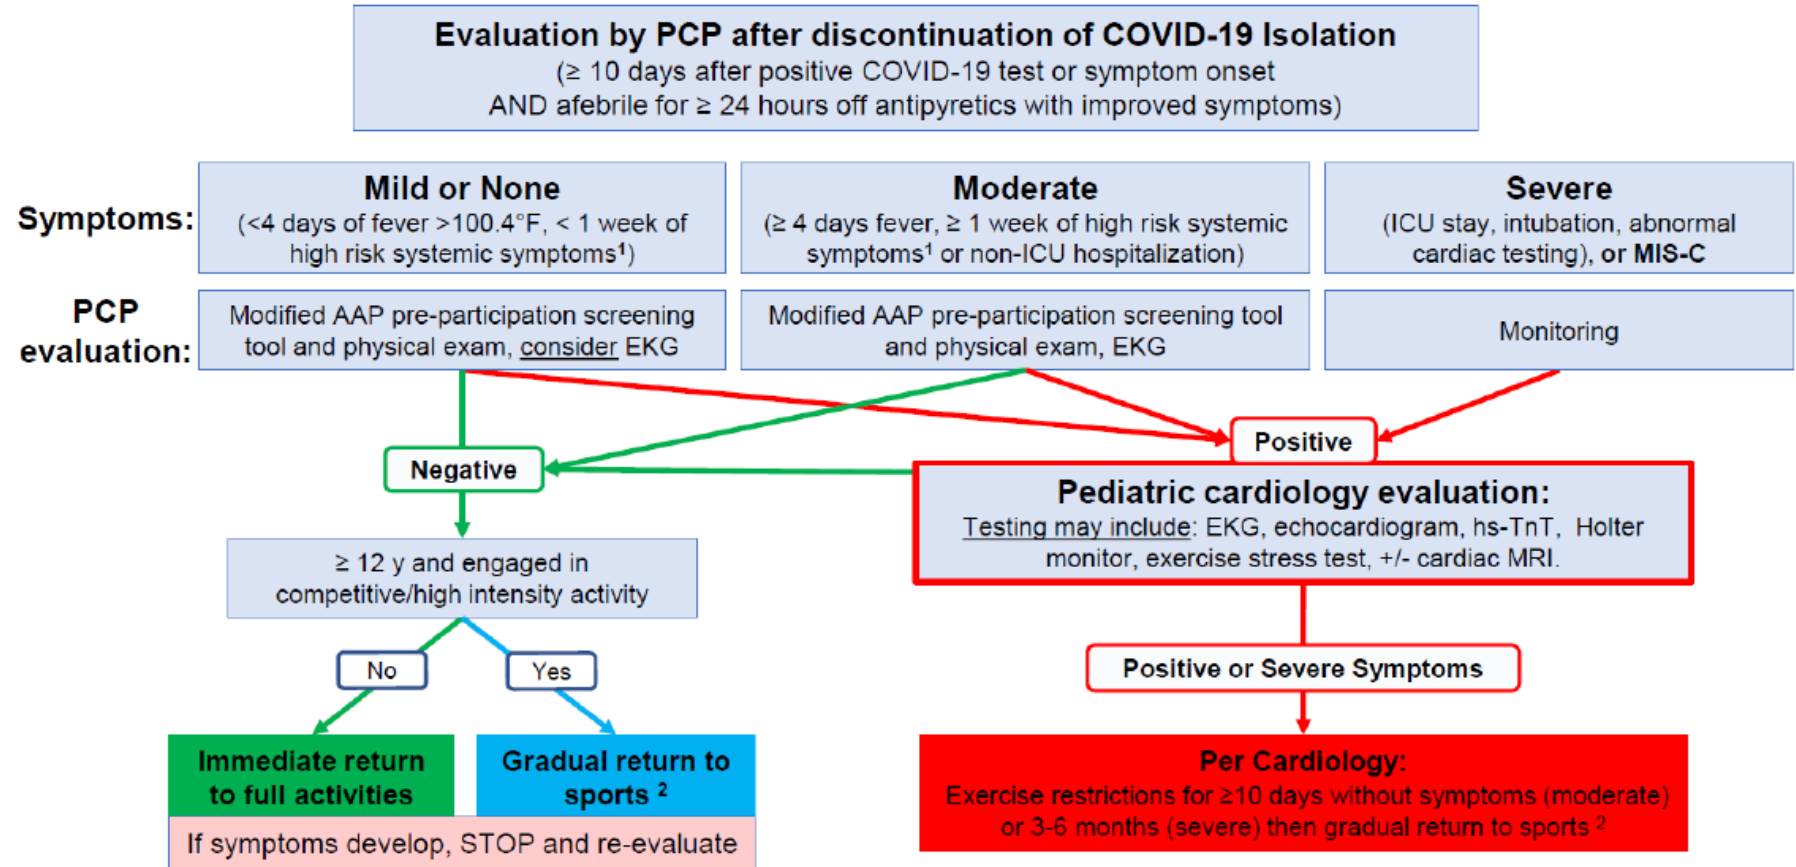 Evaluation by PCP after discontinuation of COVID-19 Isolation
(≥ 10 days after positive COVID-19 test or symptom onset
AND afebrile for ≥ 24 hours off antipyretics with improved symptoms)
Symptoms:
Mild or None
(<4 days of fever >100.4°F, < 1 week of
high risk systemic symptoms¹)
Moderate
(≥ 4 days fever, ≥ 1 week of high risk systemic
symptoms¹ or non-ICU hospitalization)
Severe
(ICU stay, intubation, abnormal
cardiac testing), or MIS-C
PCP
evaluation:
Modified AAP pre-participation screening
tool and physical exam, consider EKG
Modified AAP pre-participation screening tool
and physical exam, EKG
Monitoring
Negative
Positive
Pediatric cardiology evaluation:
Testing may include: EKG, echocardiogram, hs-TnT, Holter
monitor, exercise stress test, +/- cardiac MRI.
≥ 12 y and engaged in
competitive/high intensity activity
No
Yes
Positive or Severe Symptoms
Immediate return
to full activities
Gradual return to
sports ²
If symptoms develop, STOP and re-evaluate
Per Cardiology:
Exercise restrictions for ≥10 days without symptoms (moderate)
or 3-6 months (severe) then gradual return to sports ²